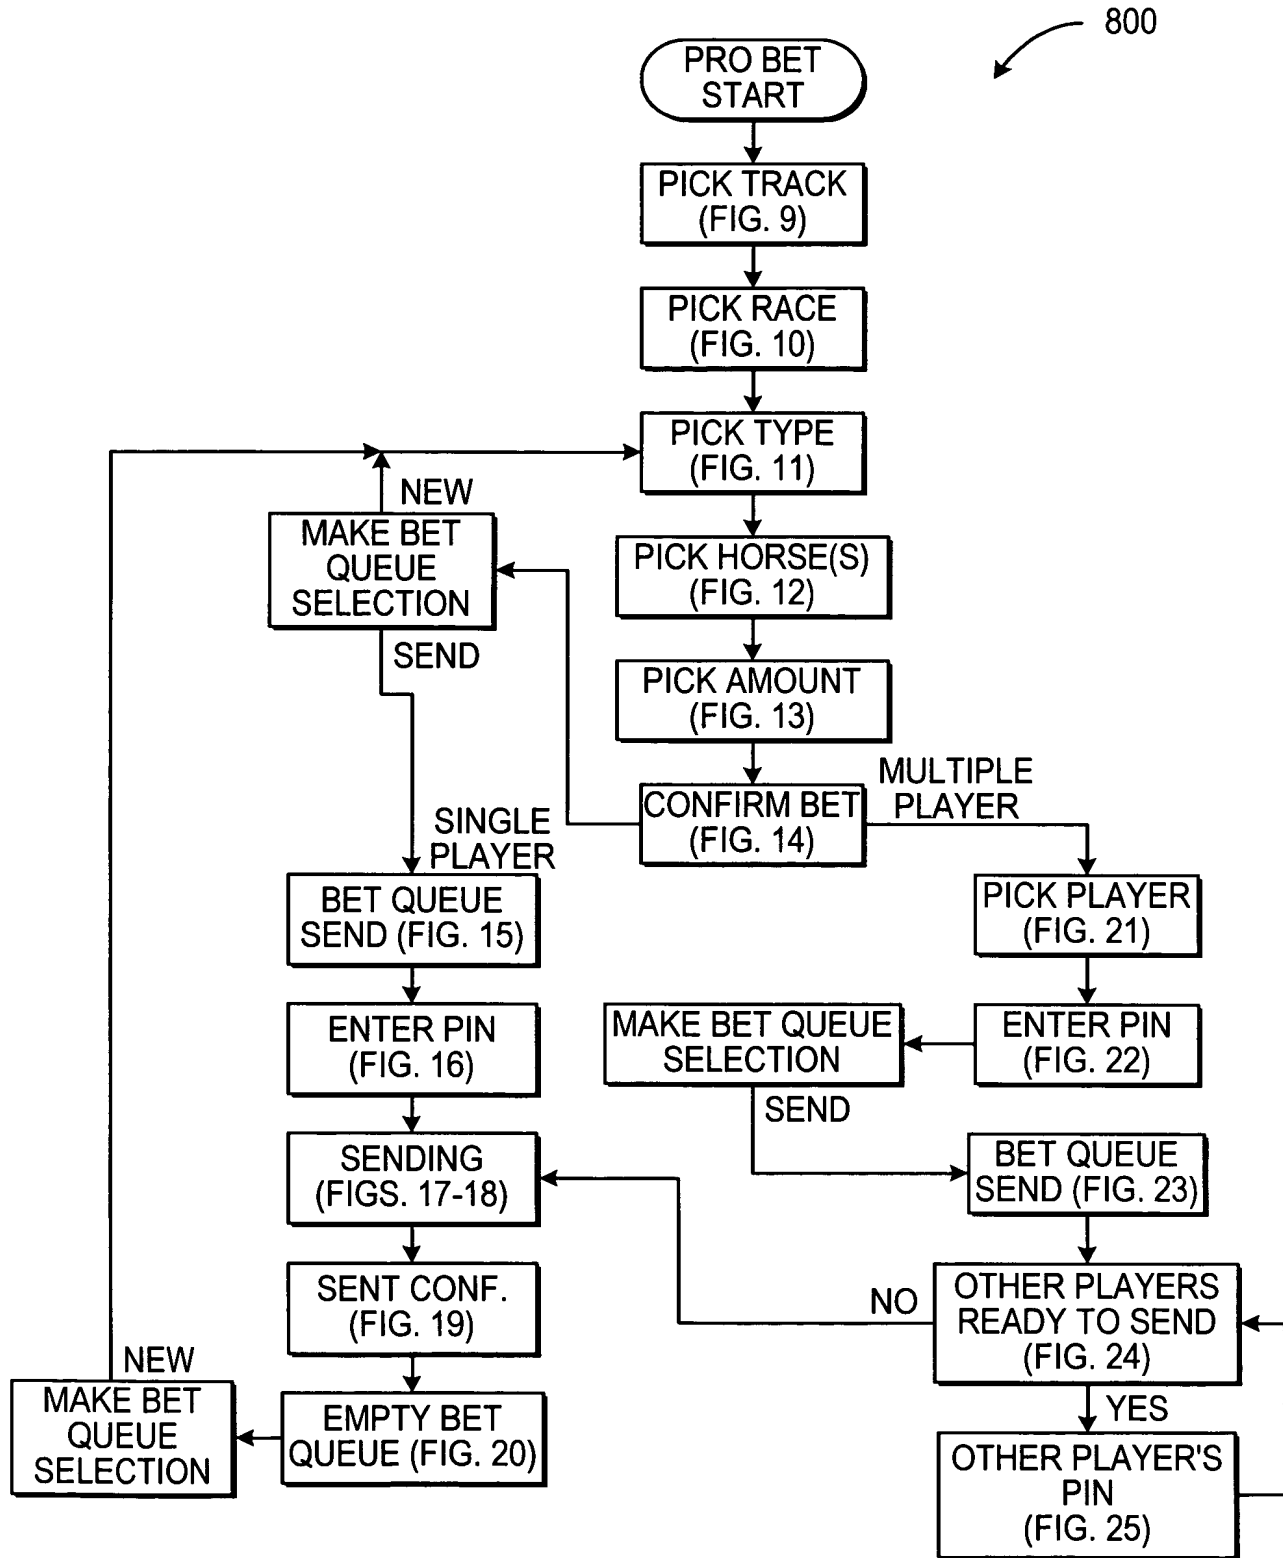 800
PRO BET
START
PICK TRACK
(FIG. 9)
PICK RACE
(FIG. 10)
PICK TYPE
(FIG. 11)
NEW
MAKE BET
QUEUE
SELECTION
SEND
PICK HORSE(S)
(FIG. 12)
PICK AMOUNT
(FIG. 13)
CONFIRM BET
(FIG. 14)
MULTIPLE
PLAYER
SINGLE
PLAYER
BET QUEUE
SEND (FIG. 15)
PICK PLAYER
(FIG. 21)
ENTER PIN
(FIG. 16)
MAKE BET QUEUE
SELECTION
ENTER PIN
(FIG. 22)
SEND
SENDING
(FIGS. 17-18)
BET QUEUE
SEND (FIG. 23)
SENT CONF.
(FIG. 19)
NO
OTHER PLAYERS
READY TO SEND
(FIG. 24)
NEW
MAKE BET
QUEUE
SELECTION
EMPTY BET
QUEUE (FIG. 20)
YES
OTHER PLAYER'S
PIN
(FIG. 25)